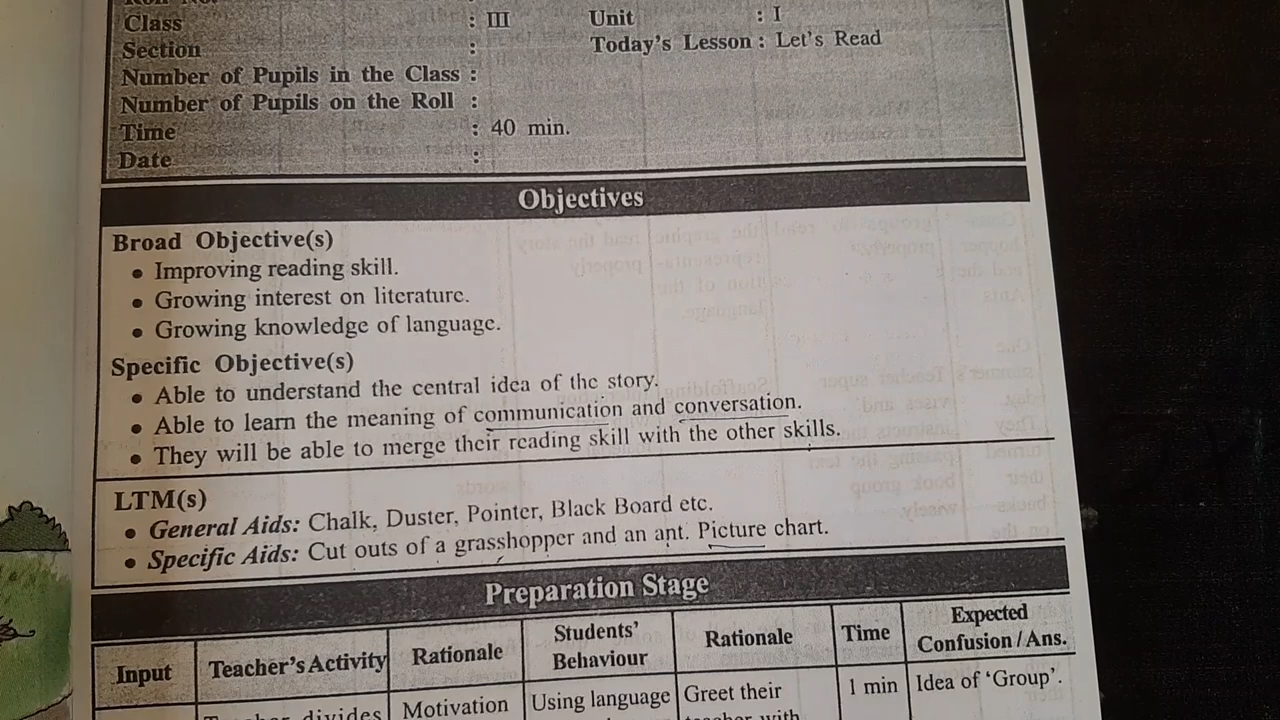 Class : III Unit : I
Section : Today's Lesson : Let's Read
Number of Pupils in the Class :
Number of Pupils on the Roll :
Time : 40 min.
Date :
Objectives
Broad Objective(s)
• Improving reading skill.
• Growing interest on literature.
• Growing knowledge of language.
Specific Objective(s)
• Able to understand the central idea of the story.
• Able to learn the meaning of communication and conversation.
• They will be able to merge their reading skill with the other skills.
LTM(s)
• General Aids: Chalk, Duster, Pointer, Black Board etc.
• Specific Aids: Cut outs of a grasshopper and an ant. Picture chart.
Preparation Stage
Input Teacher's Activity Rationale Students' Behaviour Rationale Time Expected Confusion/Ans.
divides Motivation Using language Greet their 1 min Idea of 'Group'.